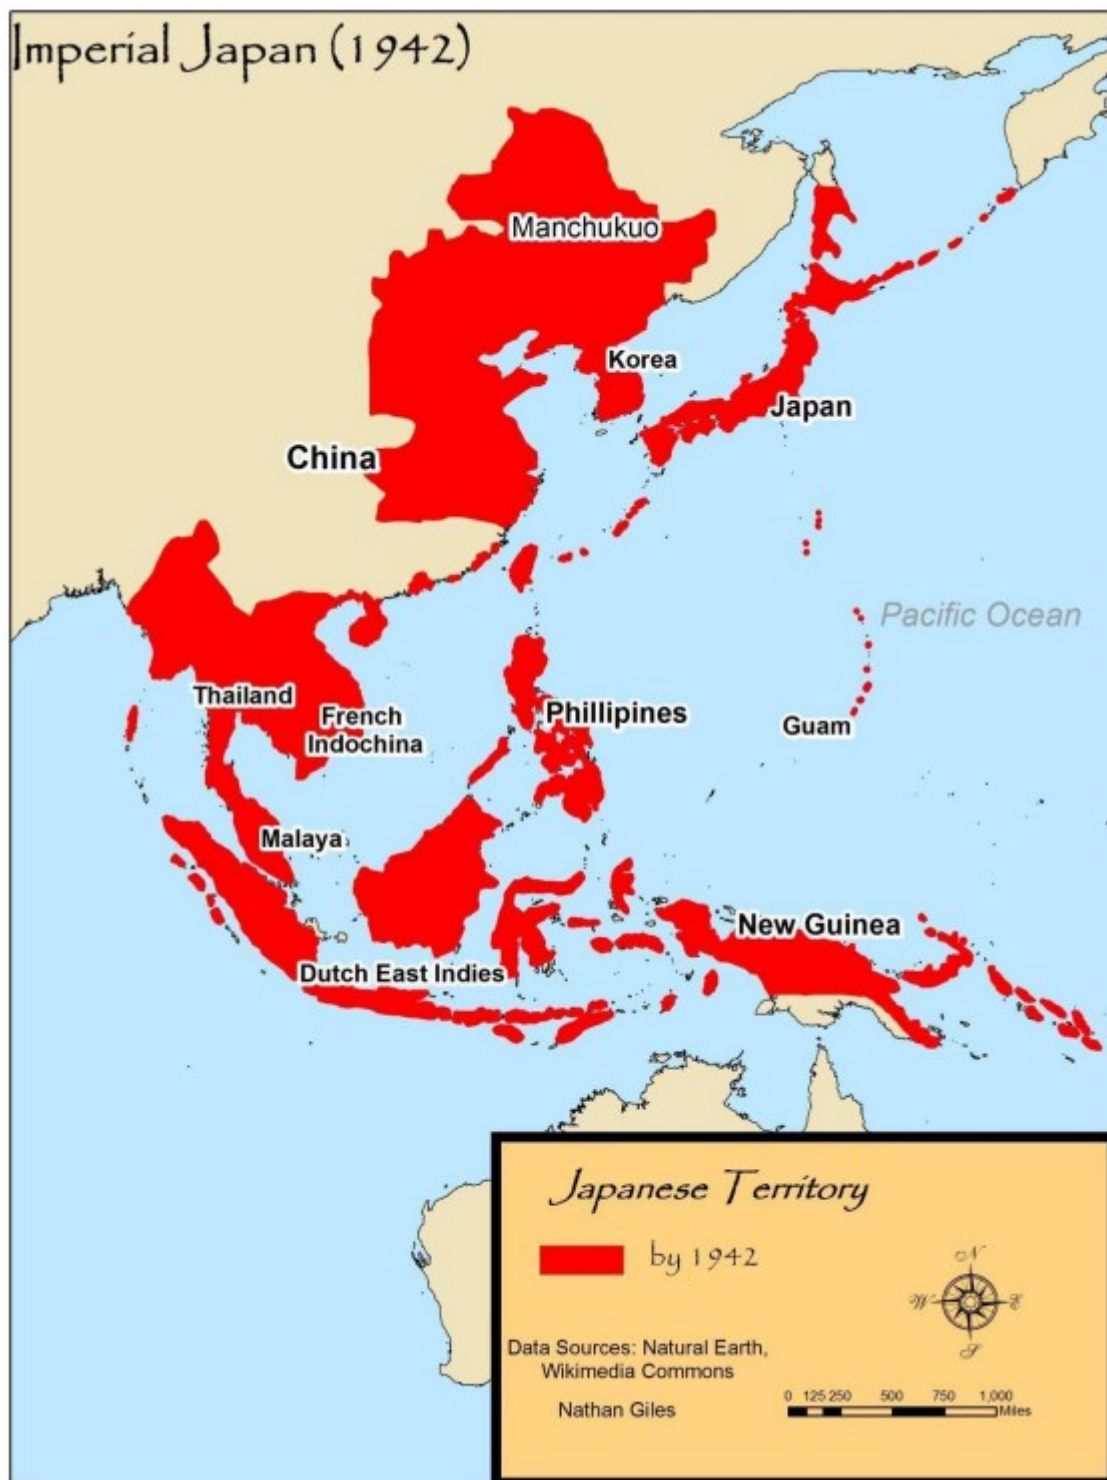 Imperial Japan (1942)
Manchukuo
Korea
Japan
China
Pacific Ocean
Thailand
French
Indochina
Phillipines
Guam
Malaya
New Guinea
Dutch East Indies
Japanese Territory
by 1942
N
W
E
S
Data Sources: Natural Earth,
Wikimedia Commons
Nathan Giles
0 125 250 500 750 1,000
Miles